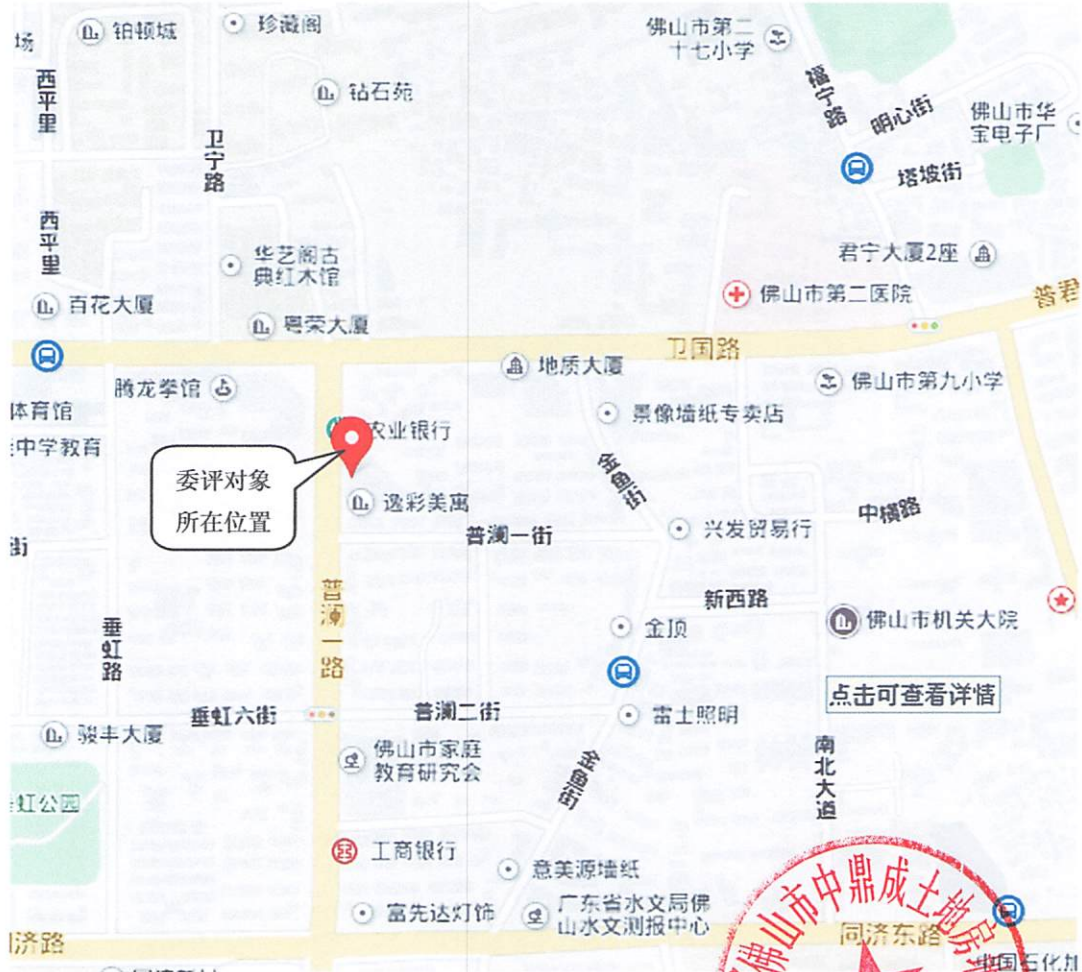 场
铂顿城
珍藏阁
佛山市第二
十七小学
西平里
钻石苑
福宁路
明心街
佛山市华
宝电子厂
卫宁路
塔坡街
西平里
华艺阁古
典红木馆
君宁大厦2座
百花大厦
佛山市第二医院
普君
粤荣大厦
卫国路
地质大厦
腾龙拳馆
佛山市第九小学
体育馆
景像墙纸专卖店
农业银行
中学教育
金鱼街
委评对象
所在位置
逸彩美寓
中横路
普澜一街
兴发贸易行
街
普澜一路
新西路
垂虹路
金顶
佛山市机关大院
点击可查看详情
垂虹六街
普澜二街
富士照明
骏丰大厦
佛山市家庭
教育研究会
金鱼街
南北大道
虹公园
工商银行
意美源墙纸
富先达灯饰
广东省水文局佛
山水文测报中心
佛山市中鼎成土地房
同济东路
济路
中国石化加